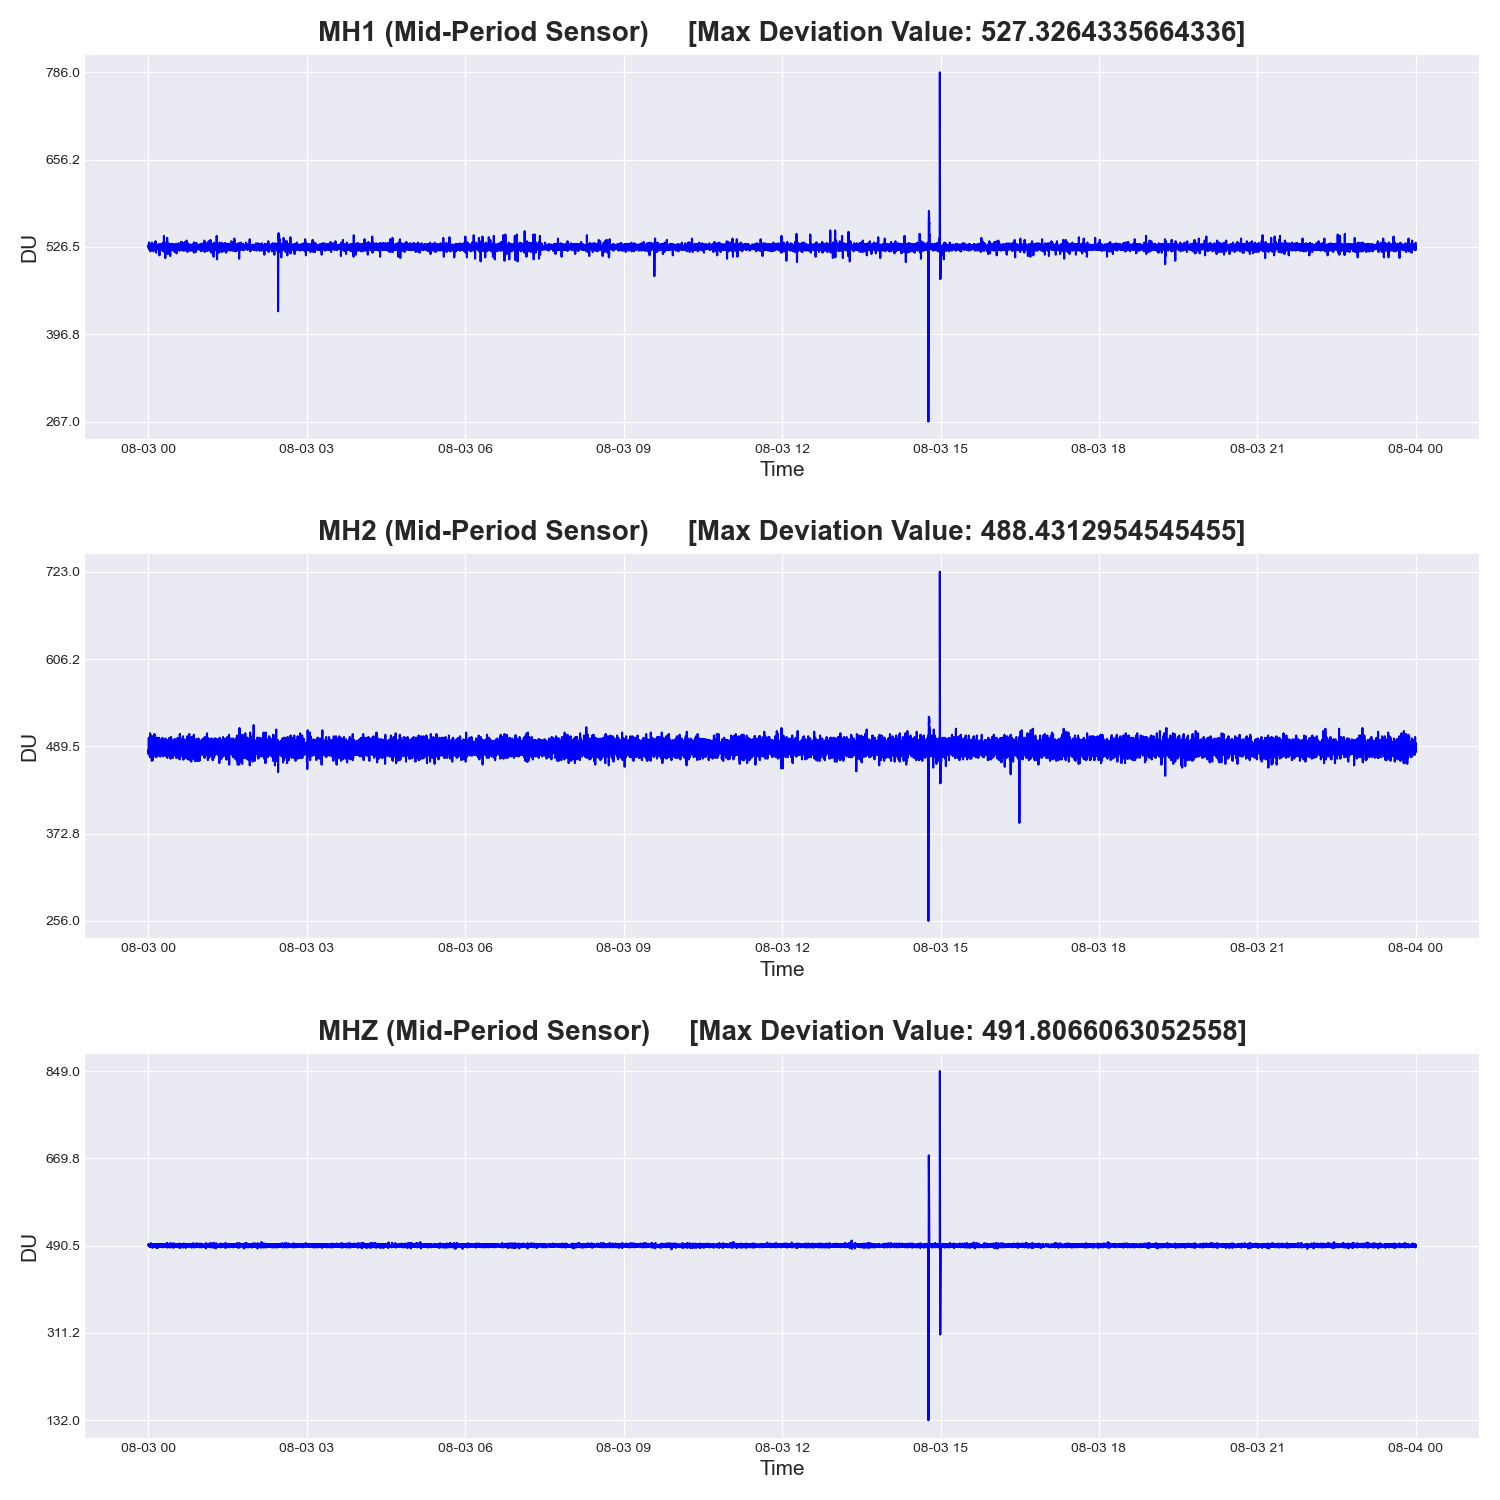 MH1 (Mid-Period Sensor) [Max Deviation Value: 527.3264335664336]
786.0
656.2
526.5
396.8
267.0
DU
08-03 00 08-03 03 08-03 06 08-03 09 08-03 12 08-03 15 08-03 18 08-03 21 08-04 00
Time
MH2 (Mid-Period Sensor) [Max Deviation Value: 488.4312954545455]
723.0
606.2
489.5
372.8
256.0
DU
08-03 00 08-03 03 08-03 06 08-03 09 08-03 12 08-03 15 08-03 18 08-03 21 08-04 00
Time
MHZ (Mid-Period Sensor) [Max Deviation Value: 491.8066063052558]
849.0
669.8
490.5
311.2
132.0
DU
08-03 00 08-03 03 08-03 06 08-03 09 08-03 12 08-03 15 08-03 18 08-03 21 08-04 00
Time